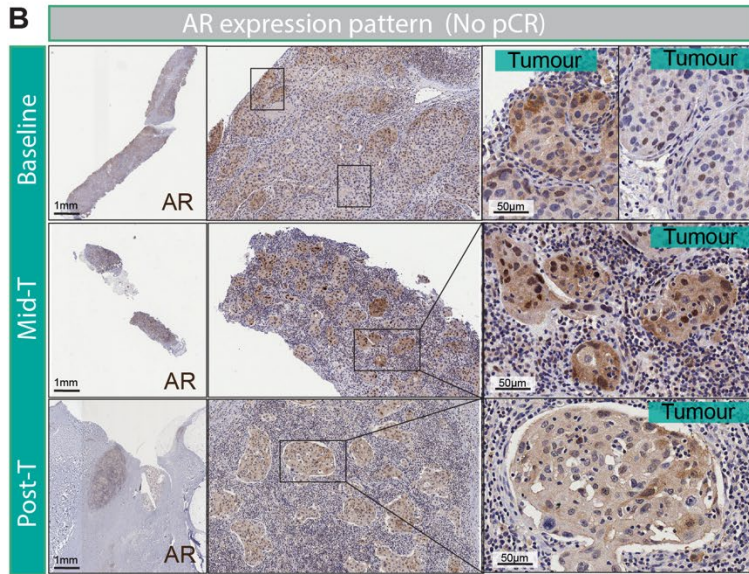 B
AR expression pattern (No pCR)
Baseline
1mm
AR
Tumour
50µm
Tumour
Mid-T
1mm
AR
Tumour
50µm
Post-T
1mm
AR
Tumour
50µm